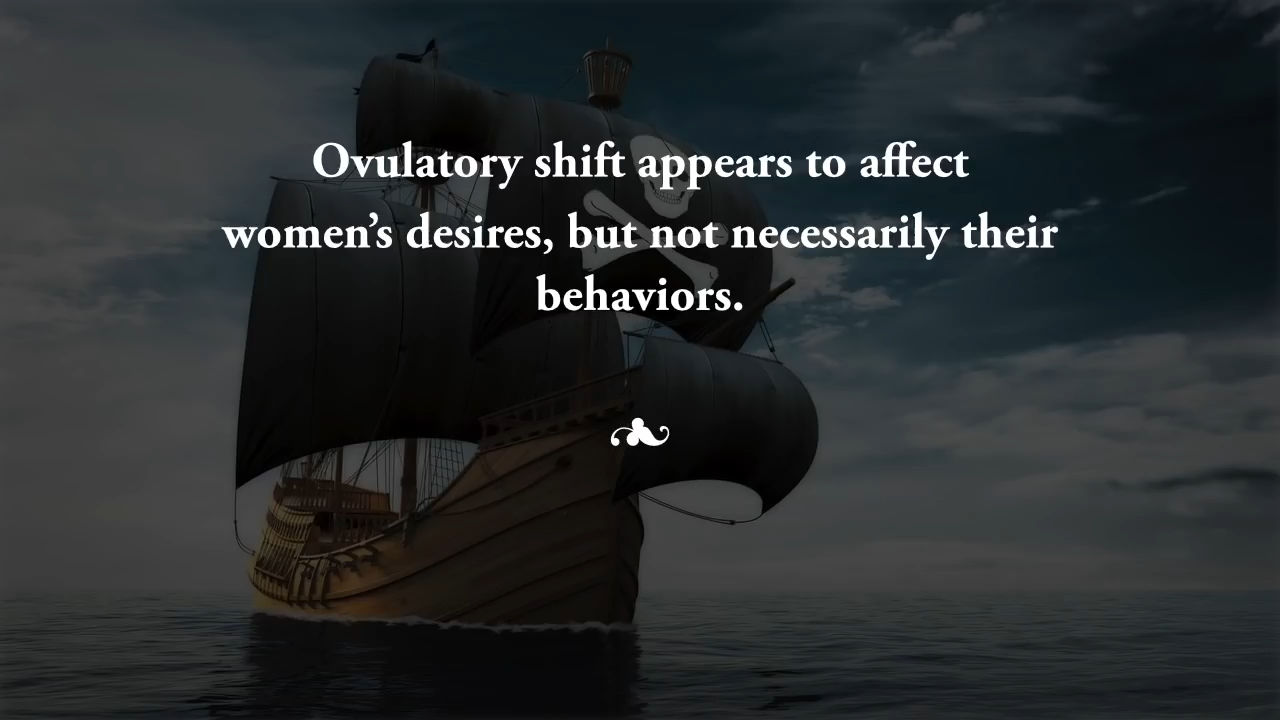 Ovulatory shift appears to affect
women’s desires, but not necessarily their
behaviors.